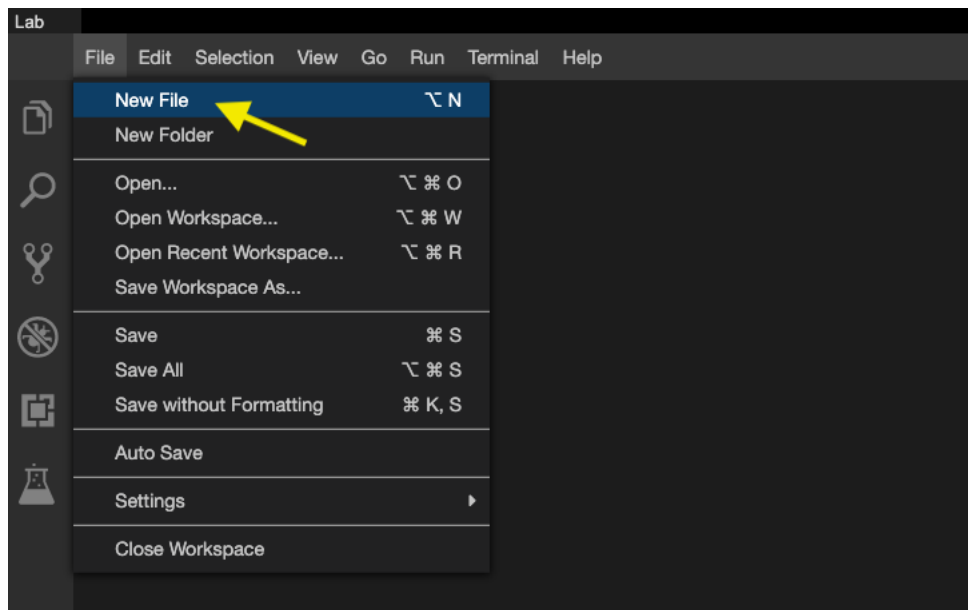 Lab
File Edit Selection View Go Run Terminal Help
New File ⌥ N
New Folder
Open... ⌥ ⌘ O
Open Workspace... ⌥ ⌘ W
Open Recent Workspace... ⌥ ⌘ R
Save Workspace As...
Save ⌘ S
Save All ⌥ ⌘ S
Save without Formatting ⌘ K, S
Auto Save
Settings
Close Workspace